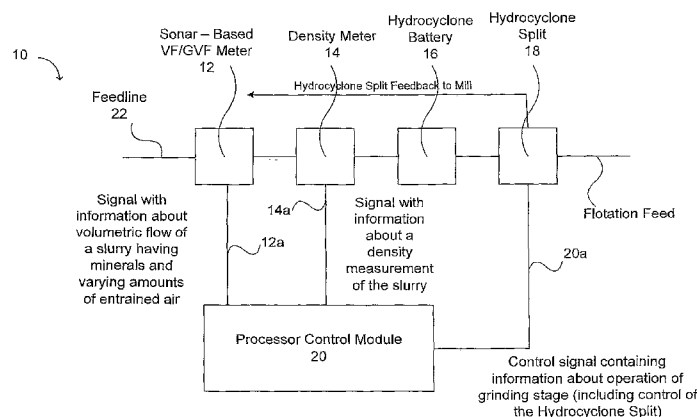 10
Sonar – Based
VF/GVF Meter
12
Density Meter
14
Hydrocyclone
Battery
16
Hydrocyclone
Split
18
Hydrocyclone Split Feedback to Mill
Feedline
22
Flotation Feed
Signal with
information about
volumetric flow of
a slurry having
minerals and
varying amounts
of entrained air
12a
14a
Signal with
information
about a
density
measurement
of the slurry
20a
Processor Control Module
20
Control signal containing
information about operation of
grinding stage (including control of
the Hydrocyclone Split)